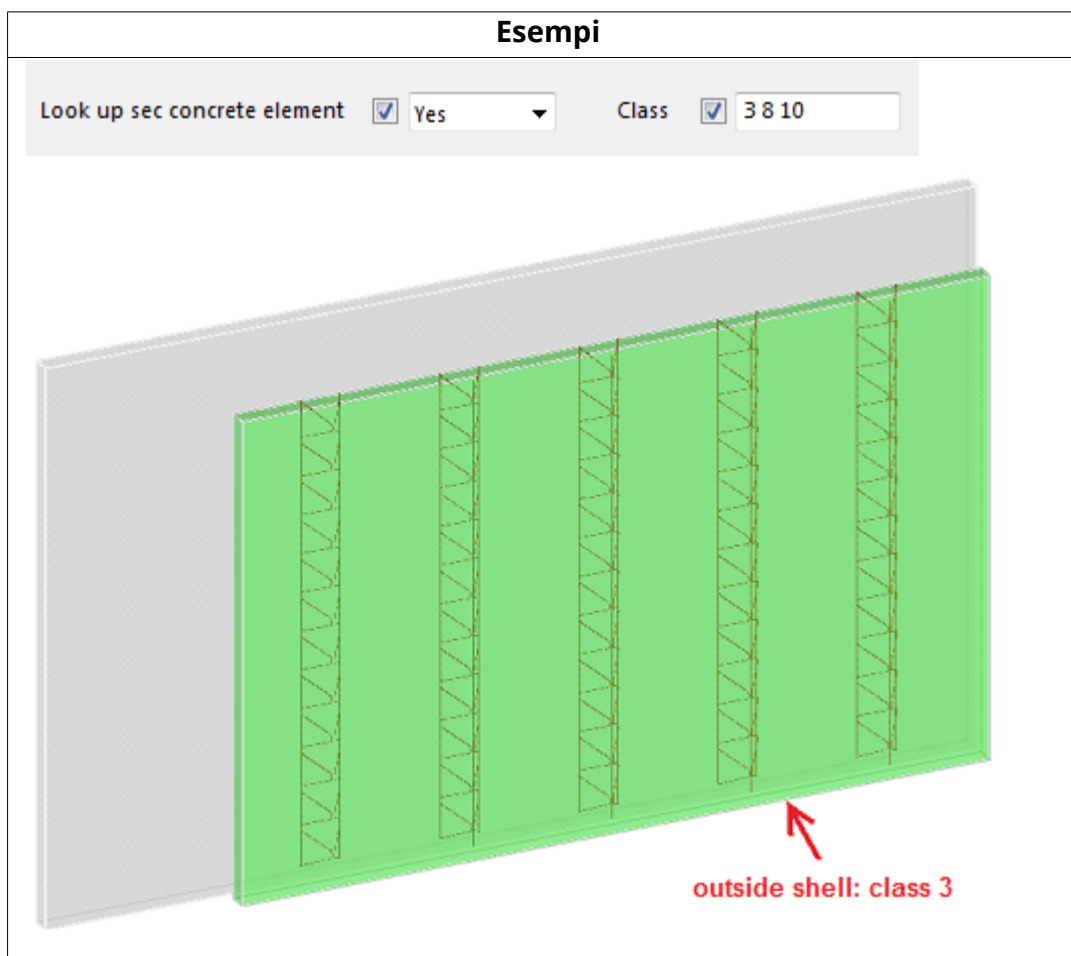 Esempi
Look up sec concrete element Yes Class 3 8 10
outside shell: class 3